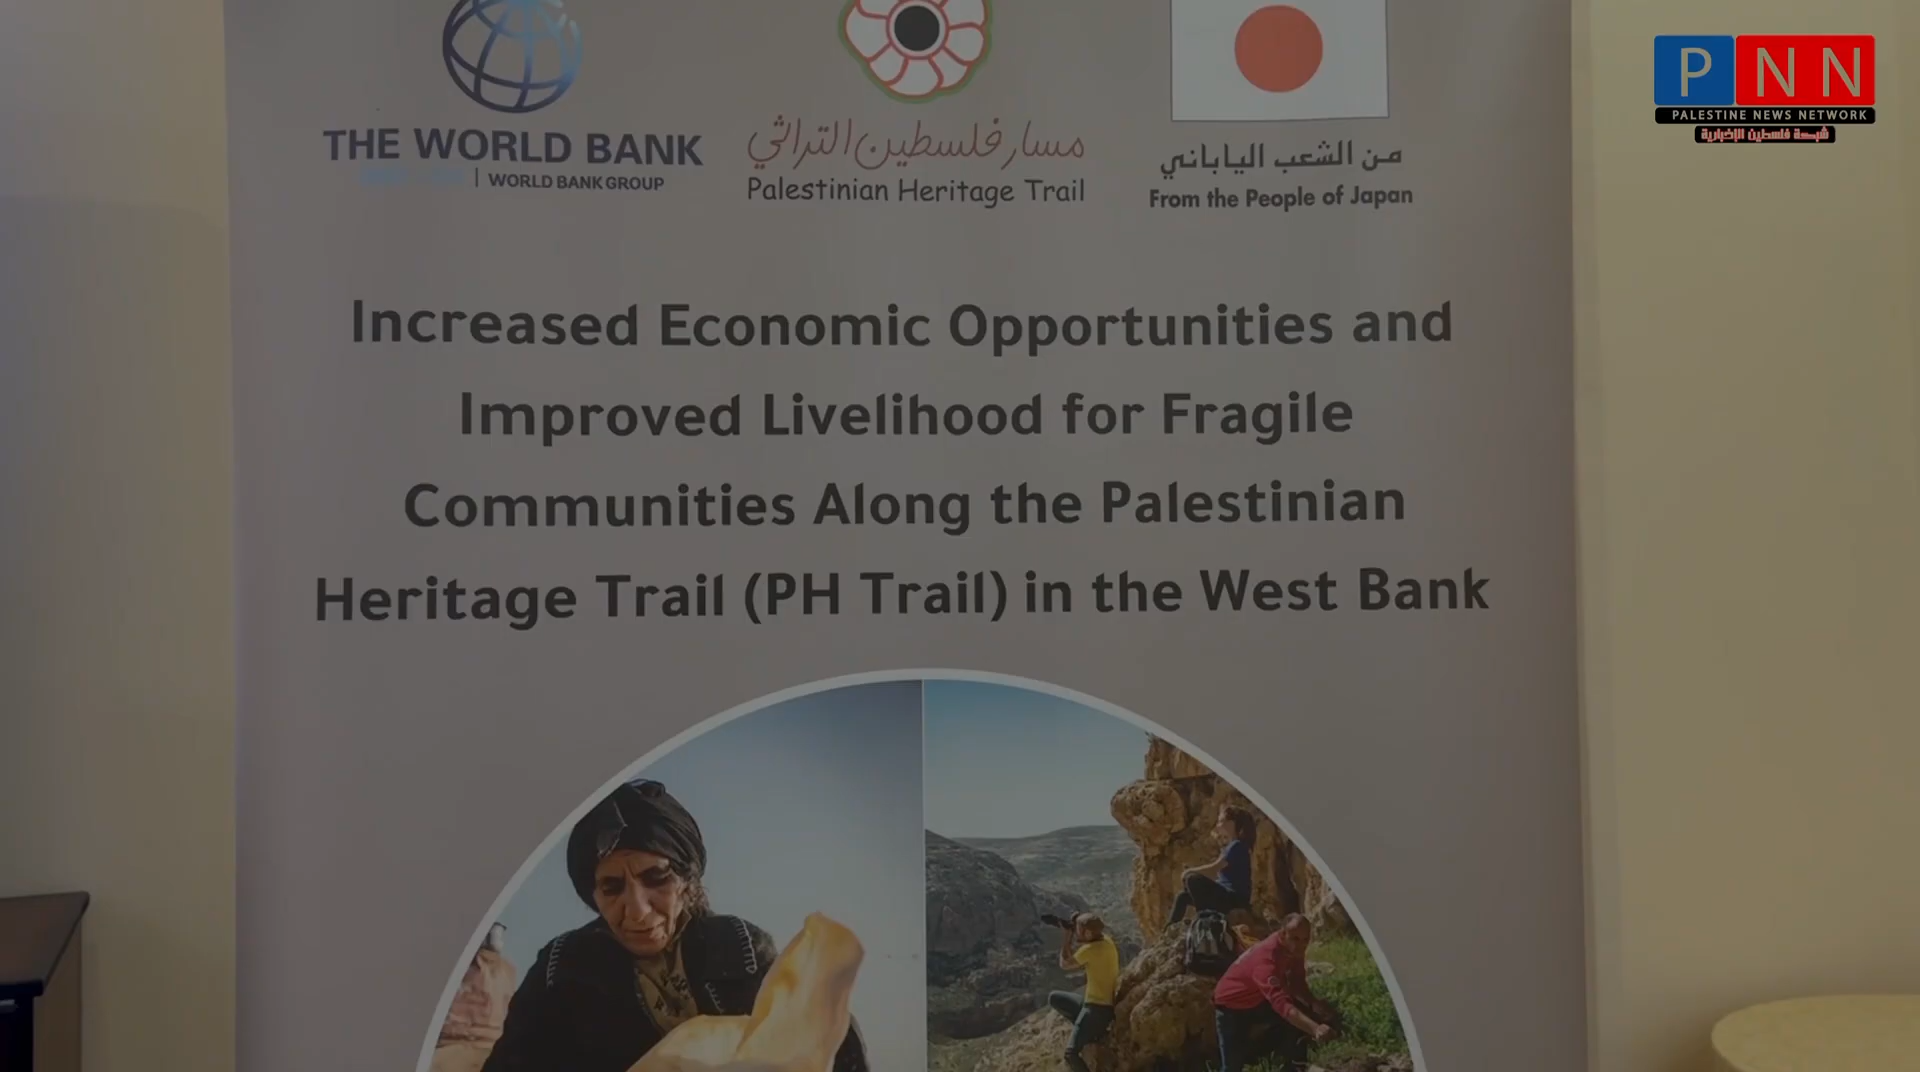 THE WORLD BANK
| WORLD BANK GROUP
مسار فلسطين التراثي
Palestinian Heritage Trail
من الشعب الياباني
From the People of Japan
PNN
PALESTINE NEWS NETWORK
شبكة فلسطين الإخبارية
Increased Economic Opportunities and
Improved Livelihood for Fragile
Communities Along the Palestinian
Heritage Trail (PH Trail) in the West Bank